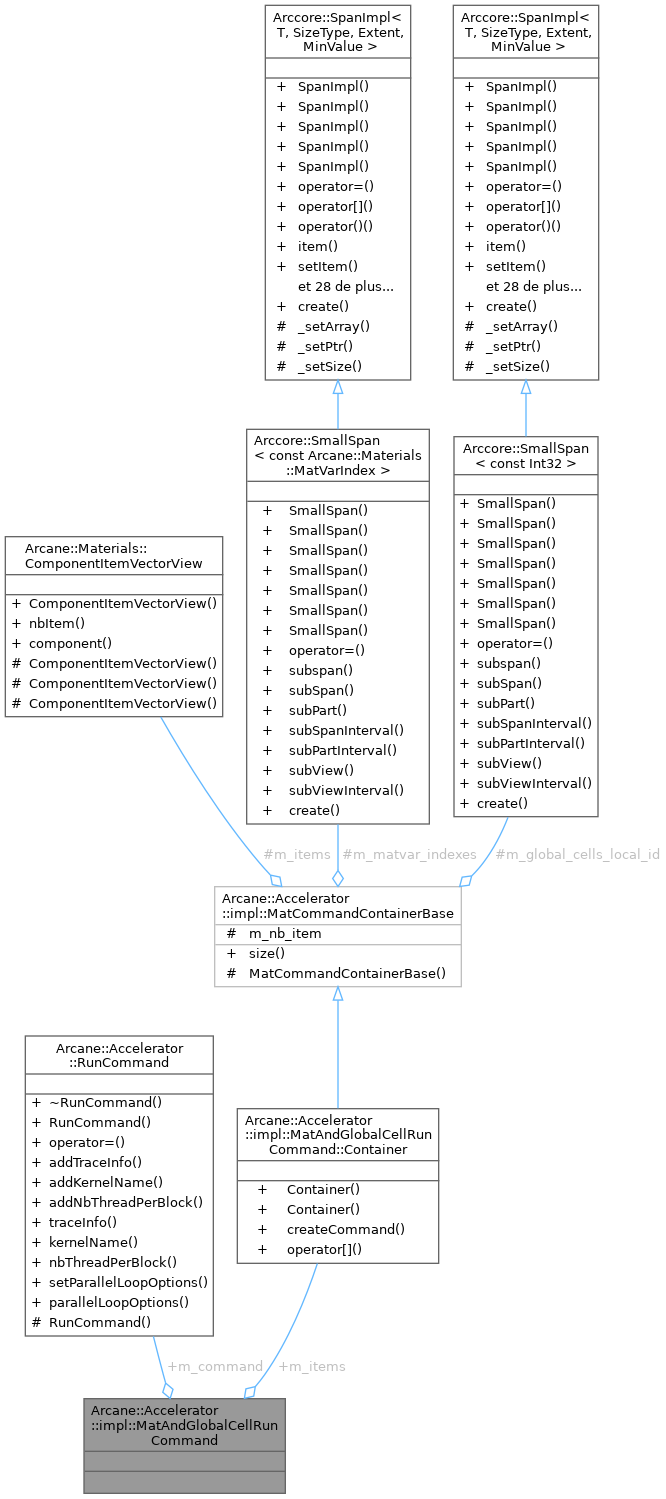 Arccore::SpanImpl<
T, SizeType, Extent,
MinValue >
+ SpanImpl()
+ SpanImpl()
+ SpanImpl()
+ SpanImpl()
+ SpanImpl()
+ operator=()
+ operator[]()
+ operator()()
+ item()
+ setItem()
et 28 de plus...
+ create()
# _setArray()
# _setPtr()
# _setSize()
Arccore::SpanImpl<
T, SizeType, Extent,
MinValue >
+ SpanImpl()
+ SpanImpl()
+ SpanImpl()
+ SpanImpl()
+ SpanImpl()
+ operator=()
+ operator[]()
+ operator()()
+ item()
+ setItem()
et 28 de plus...
+ create()
# _setArray()
# _setPtr()
# _setSize()
Arcane::Materials::
ComponentItemVectorView
+ ComponentItemVectorView()
+ nbItem()
+ component()
# ComponentItemVectorView()
# ComponentItemVectorView()
# ComponentItemVectorView()
Arccore::SmallSpan
< const Arcane::Materials
::MatVarIndex >
+ SmallSpan()
+ SmallSpan()
+ SmallSpan()
+ SmallSpan()
+ SmallSpan()
+ SmallSpan()
+ SmallSpan()
+ operator=()
+ subspan()
+ subSpan()
+ subPart()
+ subSpanInterval()
+ subPartInterval()
+ subView()
+ subViewInterval()
+ create()
Arccore::SmallSpan
< const Int32 >
+ SmallSpan()
+ SmallSpan()
+ SmallSpan()
+ SmallSpan()
+ SmallSpan()
+ SmallSpan()
+ SmallSpan()
+ operator=()
+ subspan()
+ subSpan()
+ subPart()
+ subSpanInterval()
+ subPartInterval()
+ subView()
+ subViewInterval()
+ create()
#m_items
#m_matvar_indexes
#m_global_cells_local_id
Arcane::Accelerator
::impl::MatCommandContainerBase
# m_nb_item
+ size()
# MatCommandContainerBase()
Arcane::Accelerator
::RunCommand
+ ~RunCommand()
+ RunCommand()
+ operator=()
+ addTraceInfo()
+ addKernelName()
+ addNbThreadPerBlock()
+ traceInfo()
+ kernelName()
+ nbThreadPerBlock()
+ setParallelLoopOptions()
+ parallelLoopOptions()
# RunCommand()
Arcane::Accelerator
::impl::MatAndGlobalCellRun
Command::Container
+ Container()
+ Container()
+ createCommand()
+ operator[]()
+m_command
+m_items
Arcane::Accelerator
::impl::MatAndGlobalCellRun
Command